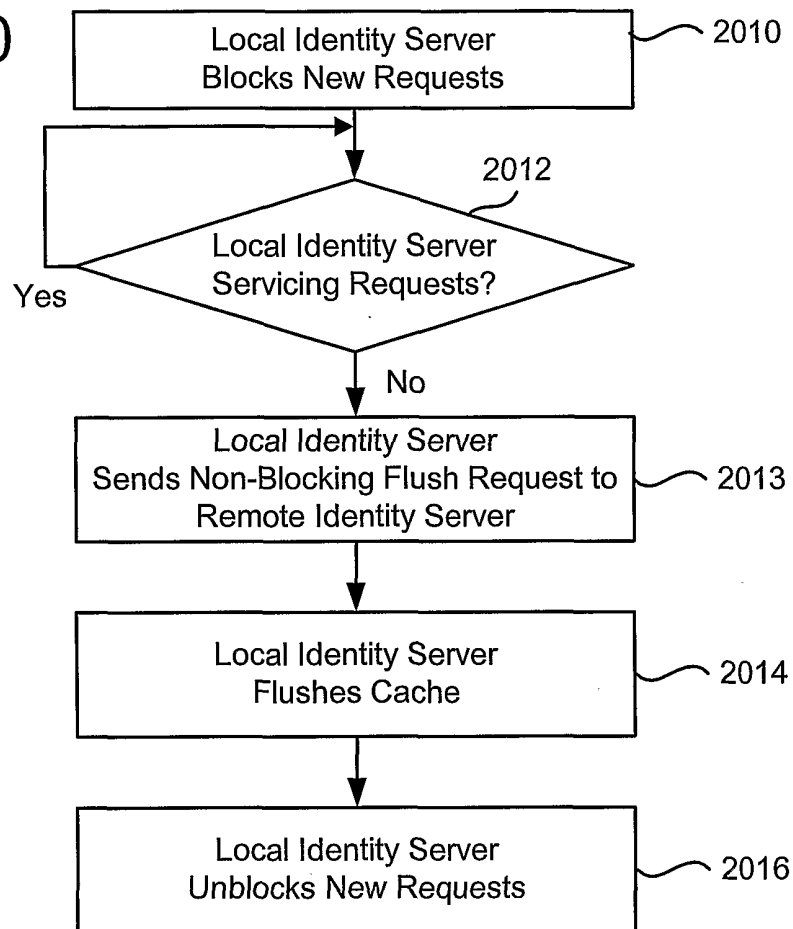 Local Identity Server
Blocks New Requests
2010
2012
Local Identity Server
Servicing Requests?
Yes
No
Local Identity Server
Sends Non-Blocking Flush Request to
Remote Identity Server
2013
Local Identity Server
Flushes Cache
2014
Local Identity Server
Unblocks New Requests
2016